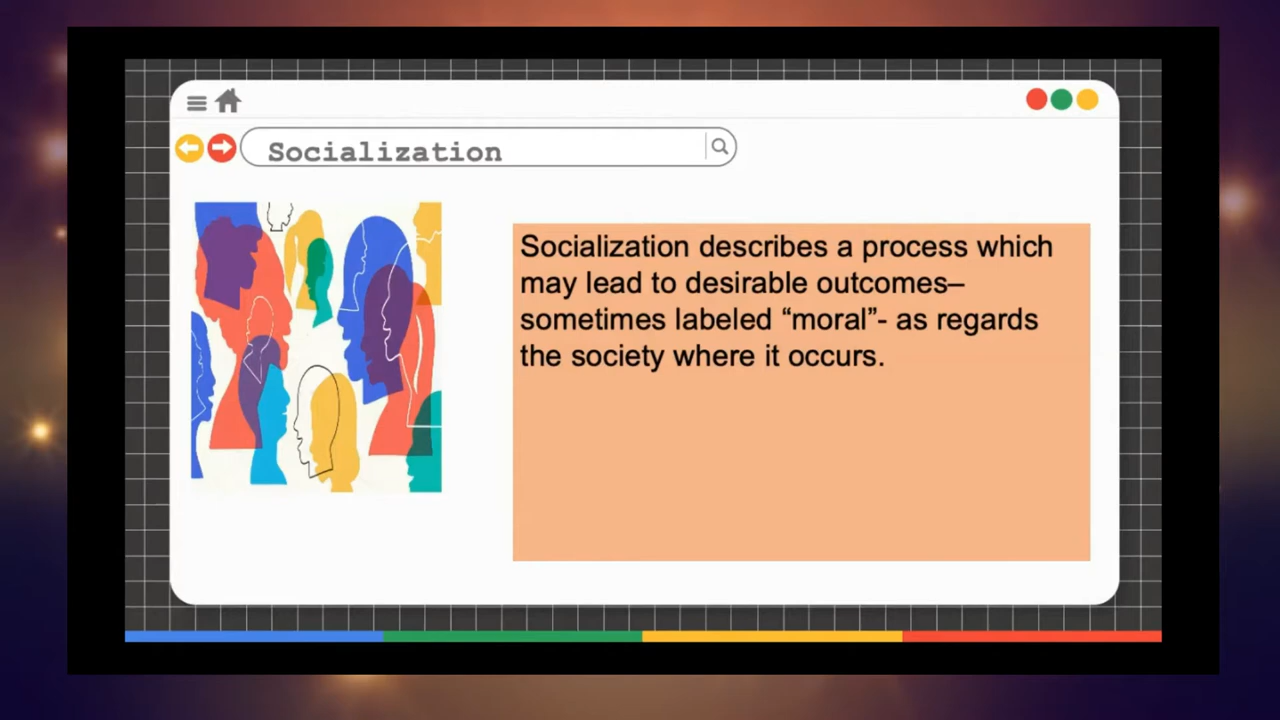 Socialization
Socialization describes a process which
may lead to desirable outcomes–
sometimes labeled “moral”- as regards
the society where it occurs.